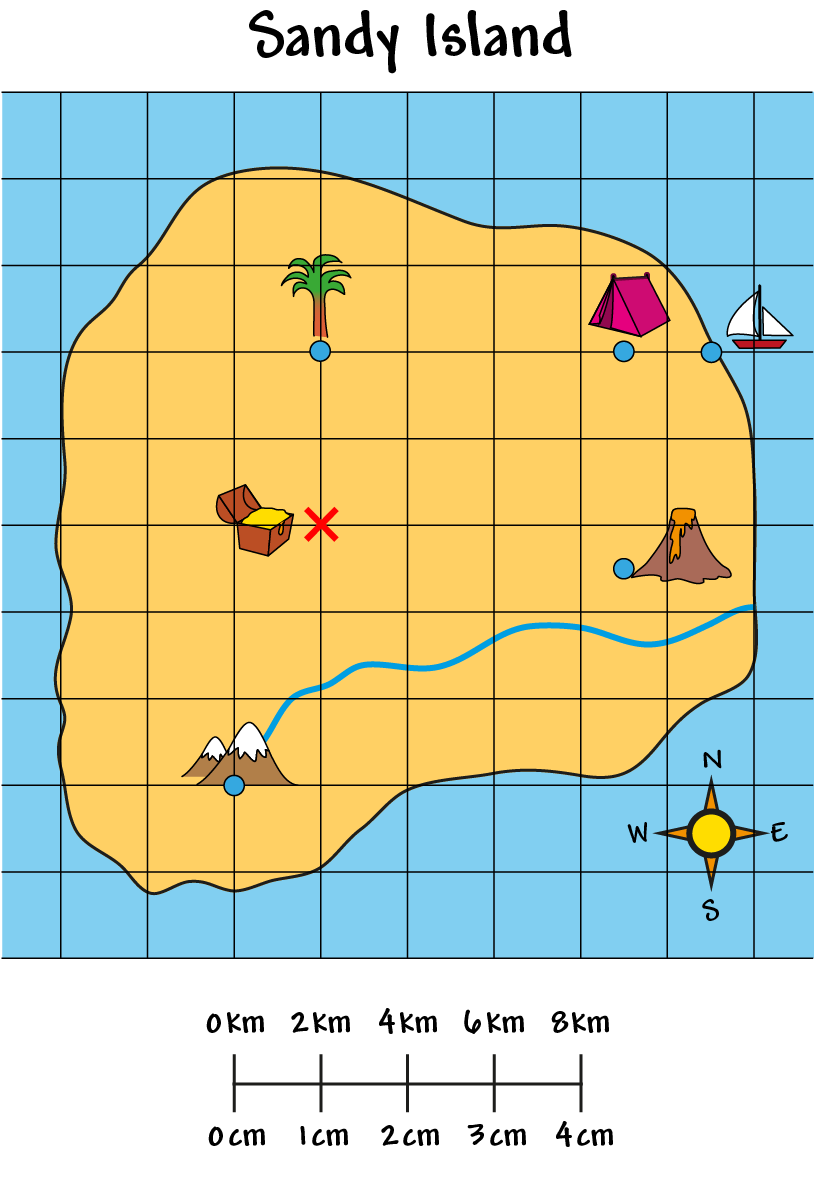 Sandy Island
N
W E
S
0km 2km 4km 6km 8km
0cm 1cm 2cm 3cm 4cm